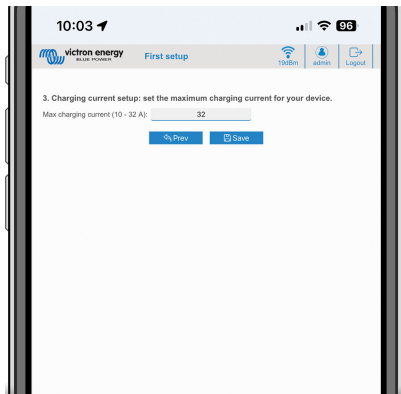 10:03
96
victron energy
BLUE POWER
First setup
19dBm
admin
Logout
3. Charging current setup: set the maximum charging current for your device.
Max charging current (10 - 32 A):
32
Prev
Save